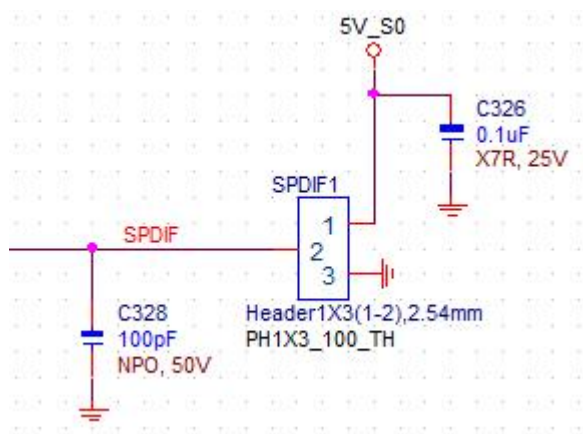 5V_S0
C326
0.1uF
X7R, 25V
SPDIF1
1
SPDIF
2
3
C328
100pF
NPO, 50V
Header1X3(1-2),2.54mm
PH1X3_100_TH